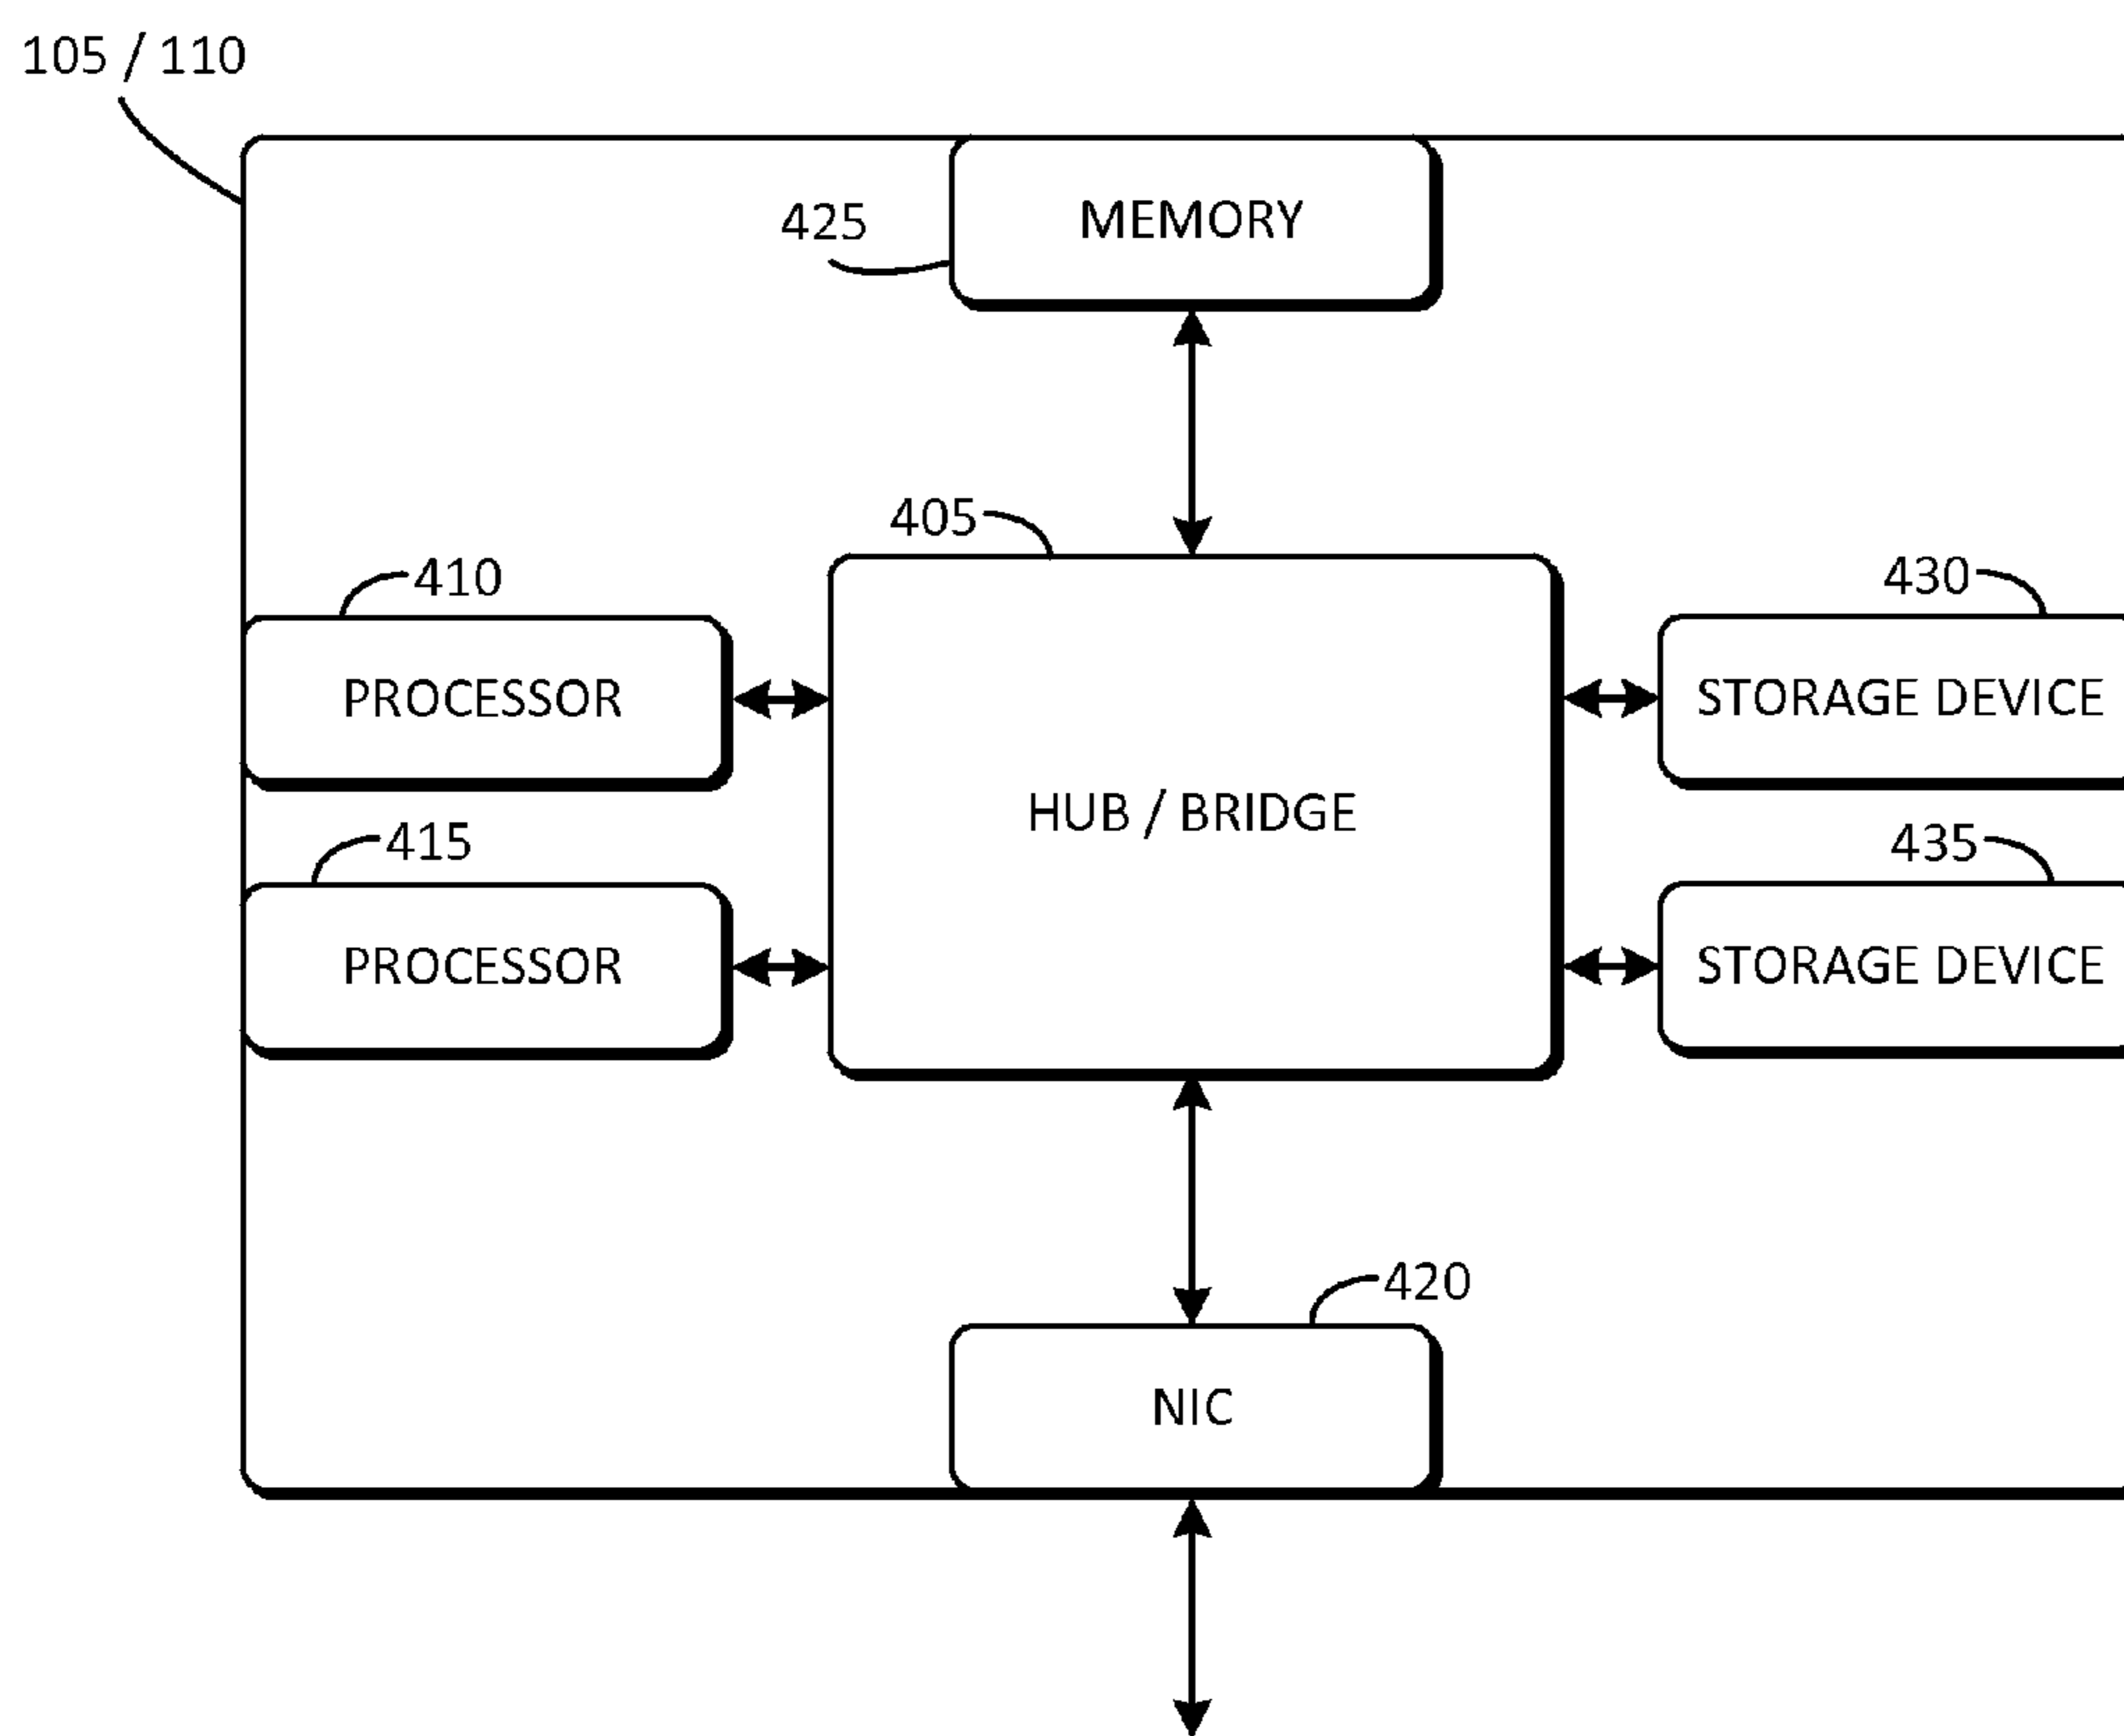 105 / 110
MEMORY
425
405
410
430
PROCESSOR
STORAGE DEVICE
HUB / BRIDGE
415
435
PROCESSOR
STORAGE DEVICE
420
NIC